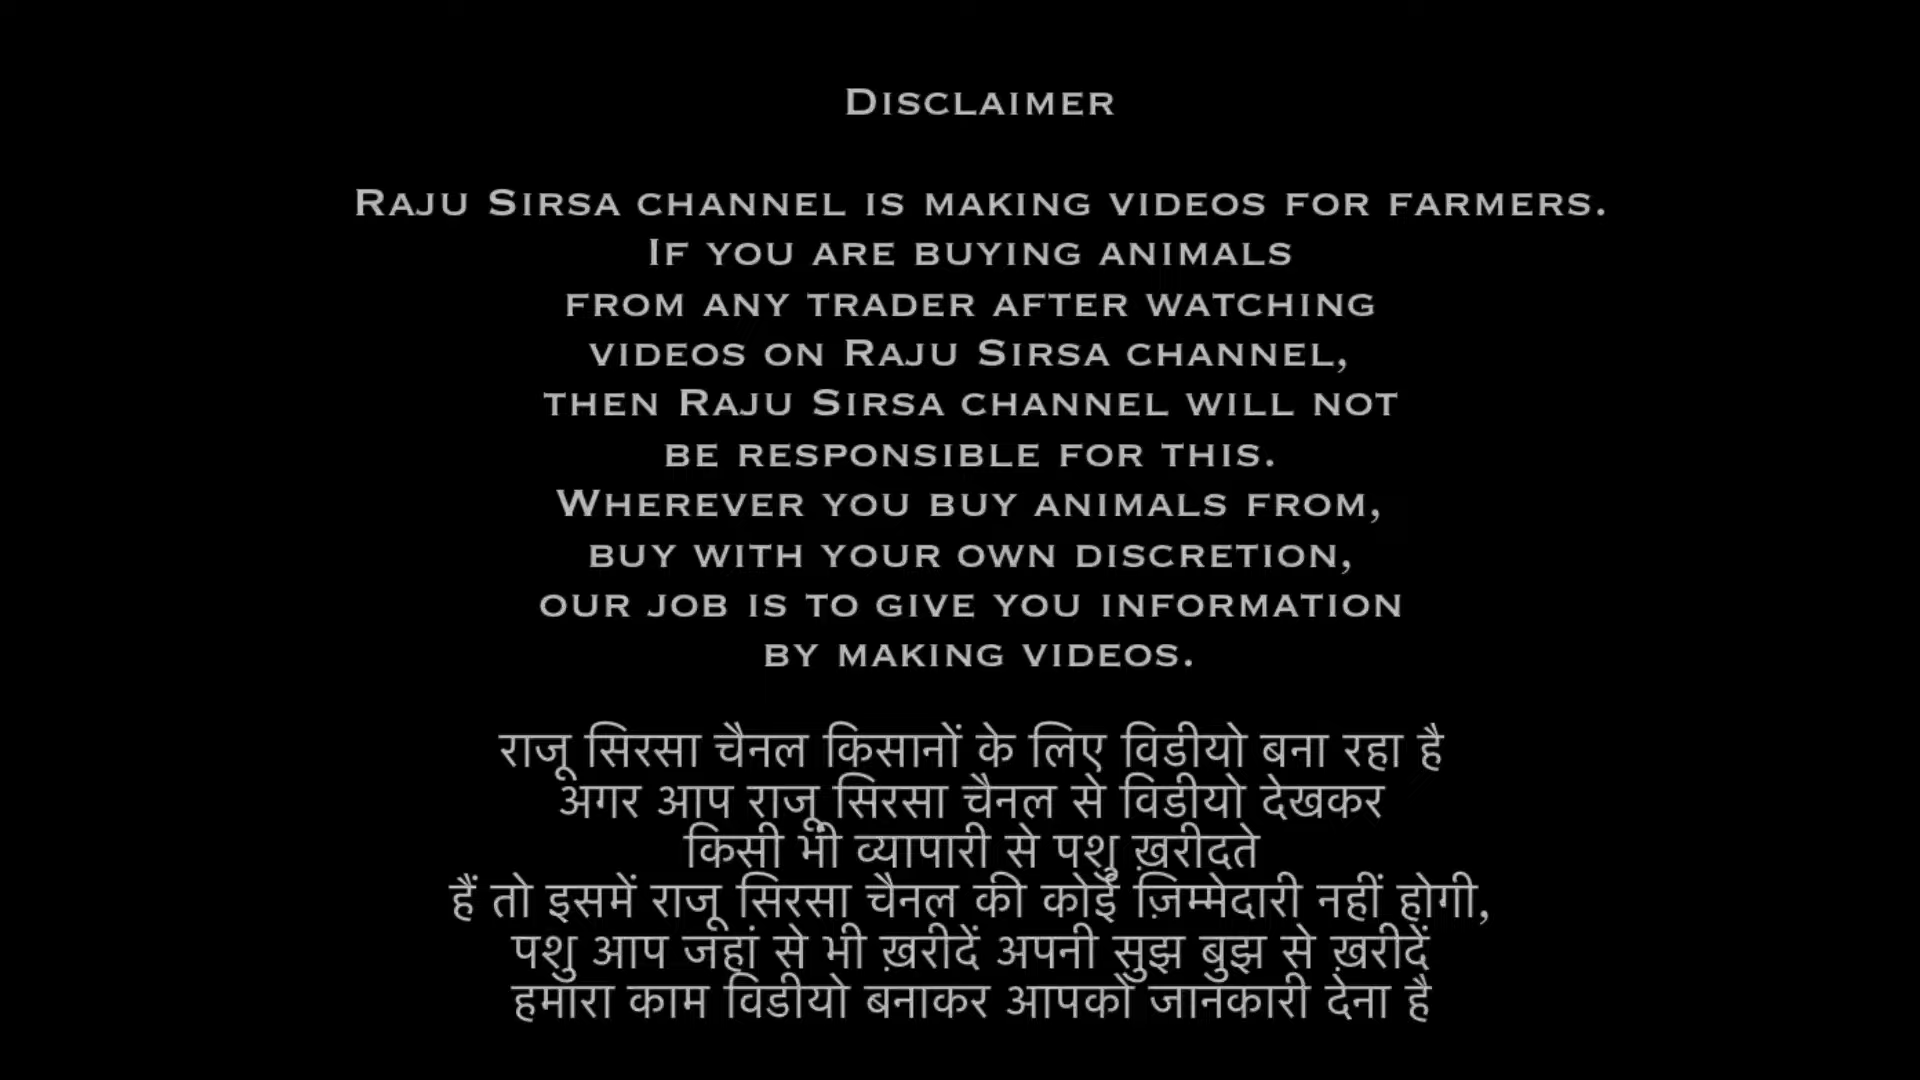 Disclaimer
Raju Sirsa channel is making videos for farmers.
If you are buying animals
from any trader after watching
videos on Raju Sirsa channel,
then Raju Sirsa channel will not
be responsible for this.
Wherever you buy animals from,
buy with your own discretion,
our job is to give you information
by making videos.
राजू सिरसा चैनल किसानों के लिए विडीयो बना रहा है
अगर आप राजू सिरसा चैनल से विडीयो देखकर
किसी भी व्यापारी से पशु ख़रीदते
हैं तो इसमें राजू सिरसा चैनल की कोई ज़िम्मेदारी नहीं होगी,
पशु आप जहां से भी ख़रीदें अपनी सुझ बुझ से ख़रीदें
हमारा काम विडीयो बनाकर आपको जानकारी देना है